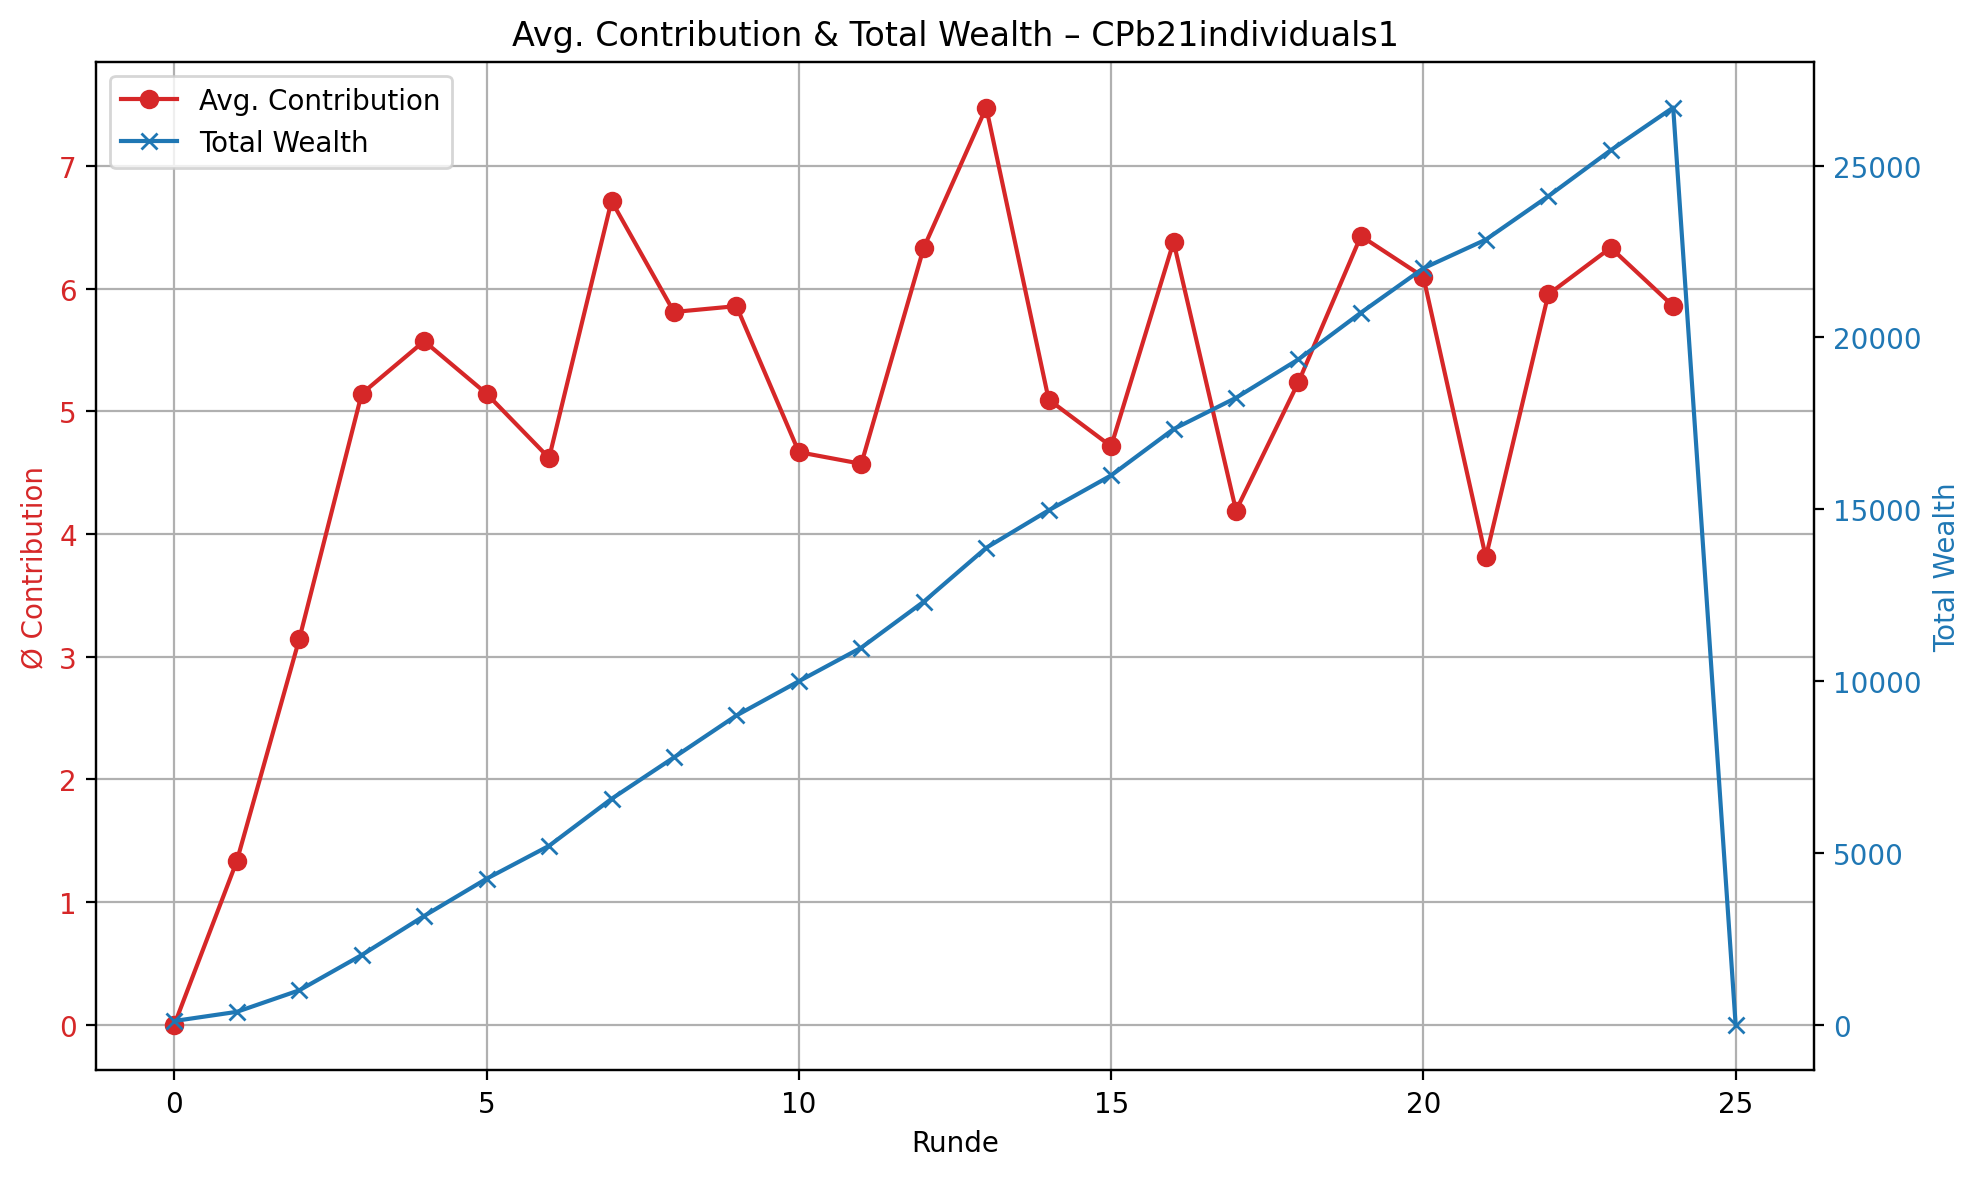 Avg. Contribution & Total Wealth – CPb21individuals1
Avg. Contribution
Total Wealth
7
6
5
4
3
2
1
0
Ø Contribution
25000
20000
15000
10000
5000
0
Total Wealth
0 5 10 15 20 25
Runde